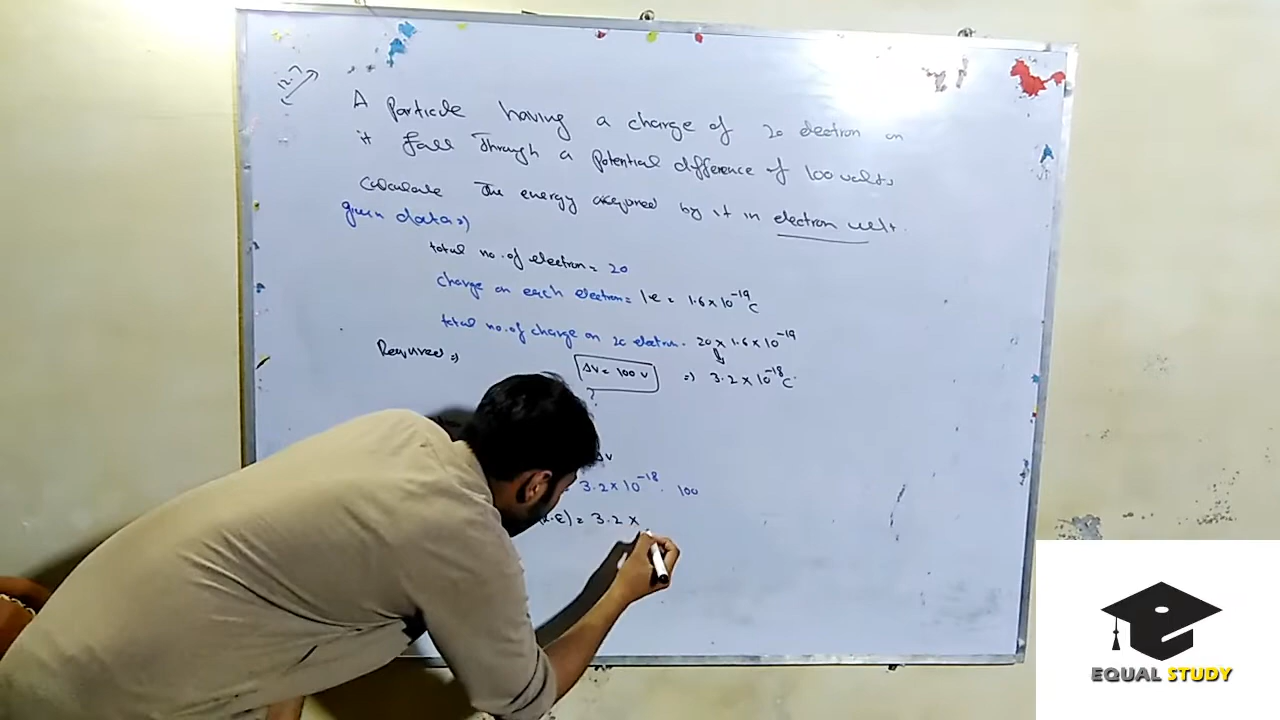 12.7
A Particle having a charge of 20 electron on
it fall Through a Potential difference of 100 volts
Calculate The energy acquired by it in electron volt.
given data⇒)
total no. of electron = 20
charge on each electron = 1e = 1.6 × 10⁻¹⁹ C
total no. of charge on 20 electron = 20 × 1.6 × 10⁻¹⁹
Required ⇒)
ΔV = 100 V
⇒) 3.2 × 10⁻¹⁸ C
?
ΔV
= 3.2 × 10⁻¹⁸ . 100
(K.E) = 3.2 ×
EQUAL STUDY